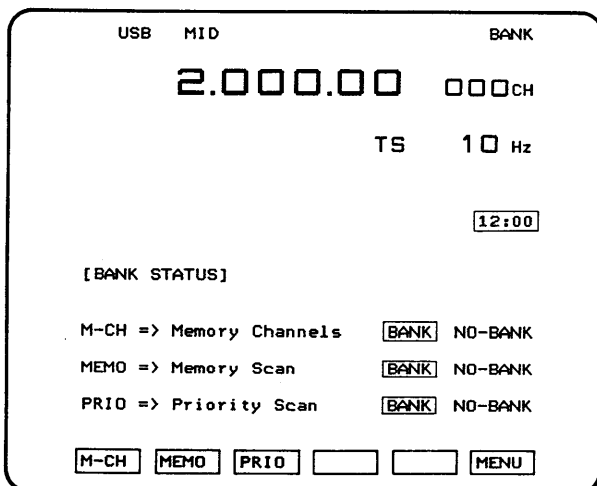 USB MID BANK
2.000.00 000CH
TS 10 Hz
12:00
[BANK STATUS]
M-CH => Memory Channels BANK NO-BANK
MEMO => Memory Scan BANK NO-BANK
PRIO => Priority Scan BANK NO-BANK
M-CH MEMO PRIO MENU